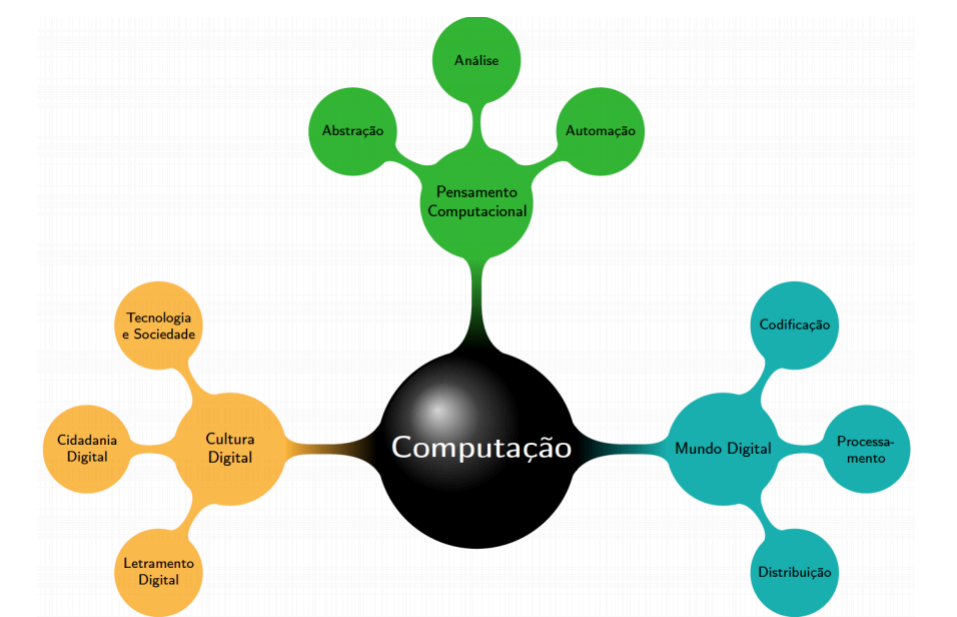 Análise
Abstração
Automação
Pensamento
Computacional
Tecnologia
e Sociedade
Codificação
Cidadania
Digital
Cultura
Digital
Computação
Mundo Digital
Processa-
mento
Letramento
Digital
Distribuição